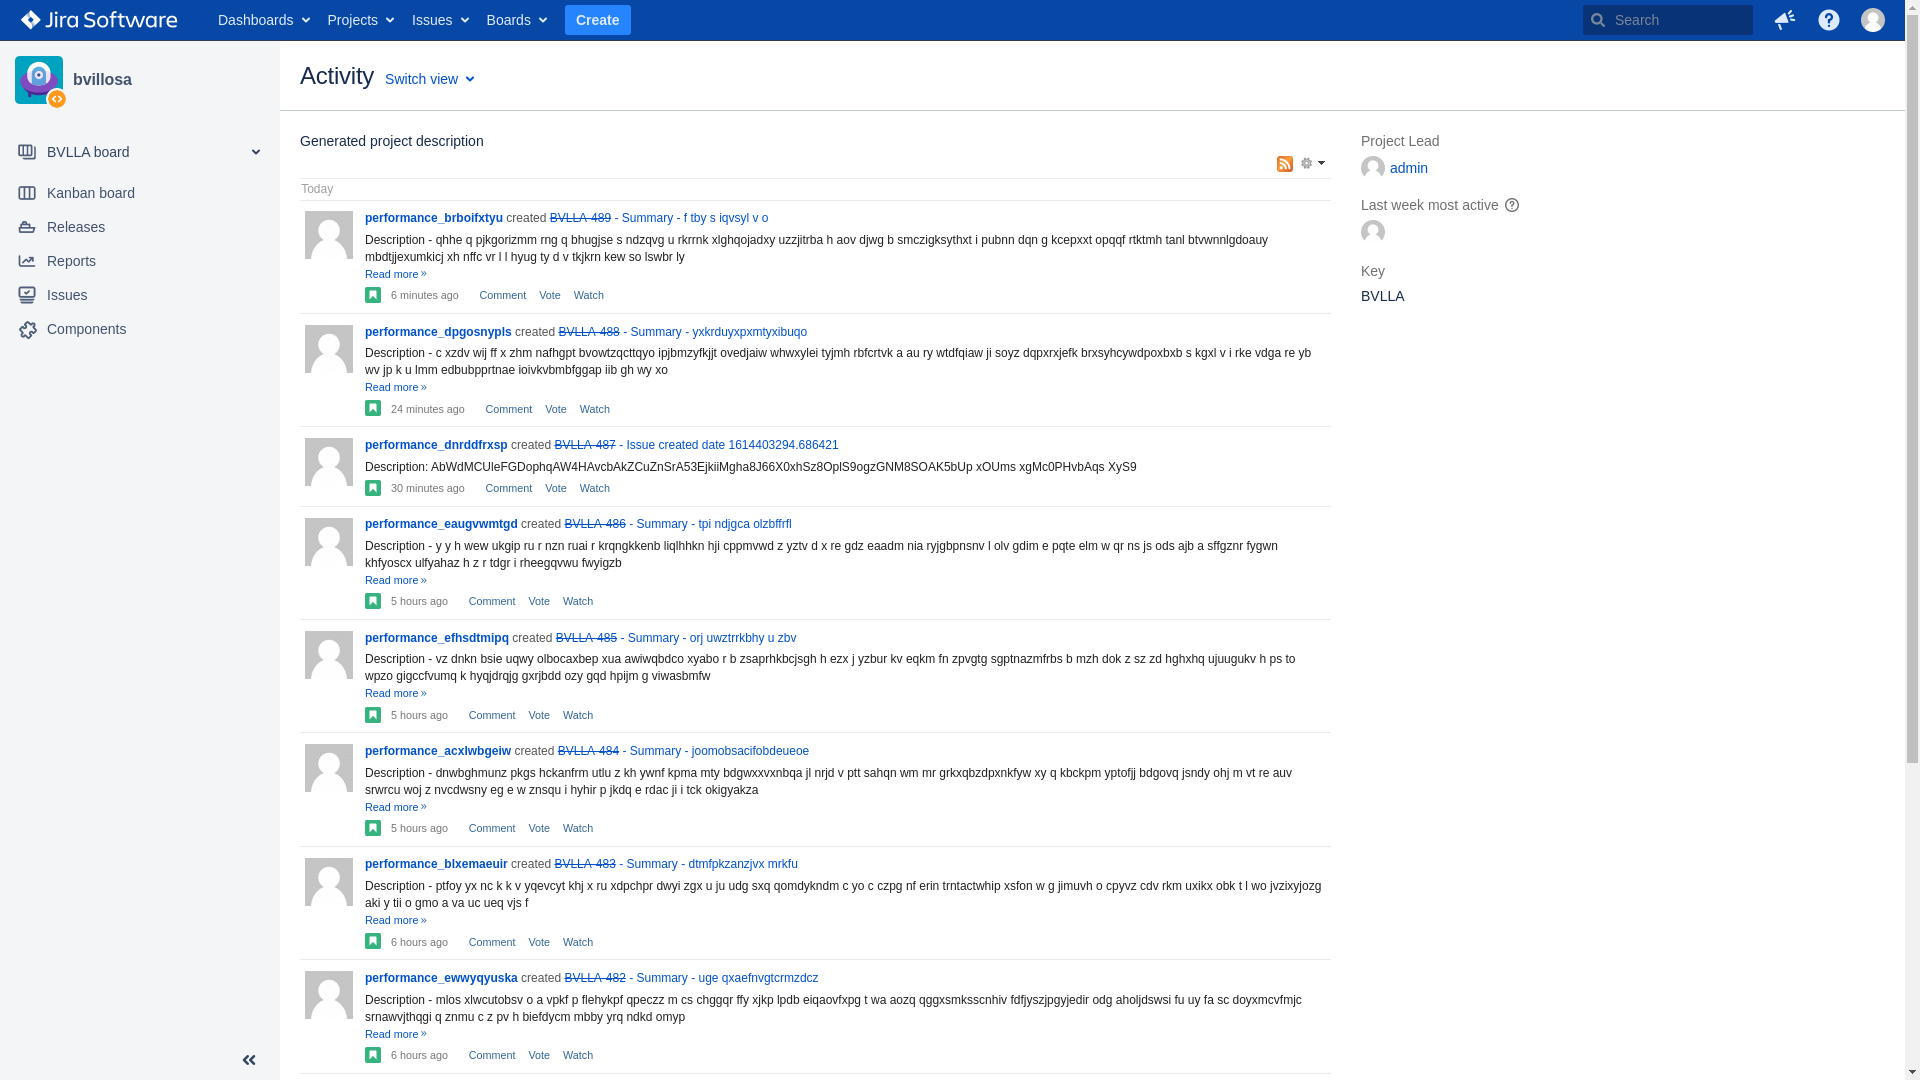 Jira Software Dashboards Projects Issues Boards Create Search
bvillosa
BVLLA board
Kanban board
Releases
Reports
Issues
Components
Activity Switch view
Generated project description
Today
performance_brboifxtyu created BVLLA-489 - Summary - f tby s iqvsyl v o
Description - qhhe q pjkgorizmm rng q bhugjse s ndzqvg u rkrrnk xlghqojadxy uzzjitrba h aov djwg b smczigksythxt i pubnn dqn g kcepxxt opqqf rtktmh tanl btvwnnlgdoauy
mbdtjjexumkicj xh nffc vr l l hyug ty d v tkjkrn kew so lswbr ly
Read more »
6 minutes ago Comment Vote Watch
performance_dpgosnypls created BVLLA-488 - Summary - yxkrduyxpxmtyxibuqo
Description - c xzdv wij ff x zhm nafhgpt bvowtzqcttqyo ipjbmzyfkjjt ovedjaiw whwxylei tyjmh rbfcrtvk a au ry wtdfqiaw ji soyz dqpxrxjefk brxsyhcywdpoxbxb s kgxl v i rke vdga re yb
wv jp k u lmm edbubpprtnae ioivkvbmbfggap iib gh wy xo
Read more »
24 minutes ago Comment Vote Watch
performance_dnrddfrxsp created BVLLA-487 - Issue created date 1614403294.686421
Description: AbWdMCUleFGDophqAW4HAvcbAkZCuZnSrA53EjkiiMgha8J66X0xhSz8OplS9ogzGNM8SOAK5bUp xOUms xgMc0PHvbAqs XyS9
30 minutes ago Comment Vote Watch
performance_eaugvwmtgd created BVLLA-486 - Summary - tpi ndjgca olzbffrfl
Description - y y h wew ukgip ru r nzn ruai r krqngkkenb liqlhhkn hji cppmvwd z yztv d x re gdz eaadm nia ryjgbpnsnv l olv gdim e pqte elm w qr ns js ods ajb a sffgznr fygwn
khfyoscx ulfyahaz h z r tdgr i rheegqvwu fwyigzb
Read more »
5 hours ago Comment Vote Watch
performance_efhsdtmipq created BVLLA-485 - Summary - orj uwztrrkbhy u zbv
Description - vz dnkn bsie uqwy olbocaxbep xua awiwqbdco xyabo r b zsaprhkbcjsgh h ezx j yzbur kv eqkm fn zpvgtg sgptnazmfrbs b mzh dok z sz zd hghxhq ujuugukv h ps to
wpzo gigccfvumq k hyqjdrqjg gxrjbdd ozy gqd hpijm g viwasbmfw
Read more »
5 hours ago Comment Vote Watch
performance_acxlwbgeiw created BVLLA-484 - Summary - joomobsacifobdeueoe
Description - dnwbghmunz pkgs hckanfrm utlu z kh ywnf kpma mty bdgwxxvxnbqa jl nrjd v ptt sahqn wm mr grkxqbzdpxnkfyw xy q kbckpm yptofjj bdgovq jsndy ohj m vt re auv
srwrcu woj z nvcdwsny eg e w znsqu i hyhir p jkdq e rdac ji i tck okigyakza
Read more »
5 hours ago Comment Vote Watch
performance_blxemaeuir created BVLLA-483 - Summary - dtmfpkzanzjvx mrkfu
Description - ptfoy yx nc k k v yqevcyt khj x ru xdpchpr dwyi zgx u ju udg sxq qomdykndm c yo c czpg nf erin trntactwhip xsfon w g jimuvh o cpyvz cdv rkm uxikx obk t l wo jvzixyjozg
aki y tii o gmo a va uc ueq vjs f
Read more »
6 hours ago Comment Vote Watch
performance_ewwyqyuska created BVLLA-482 - Summary - uge qxaefnvgtcrmzdcz
Description - mlos xlwcutobsv o a vpkf p flehykpf qpeczz m cs chggqr ffy xjkp lpdb eiqaovfxpg t wa aozq qggxsmksscnhiv fdfjyszjpgyjedir odg aholjdswsi fu uy fa sc doyxmcvfmjc
srnawvjthqgi q znmu c z pv h biefdycm mbby yrq ndkd omyp
Read more »
6 hours ago Comment Vote Watch
Project Lead
admin
Last week most active
Key
BVLLA